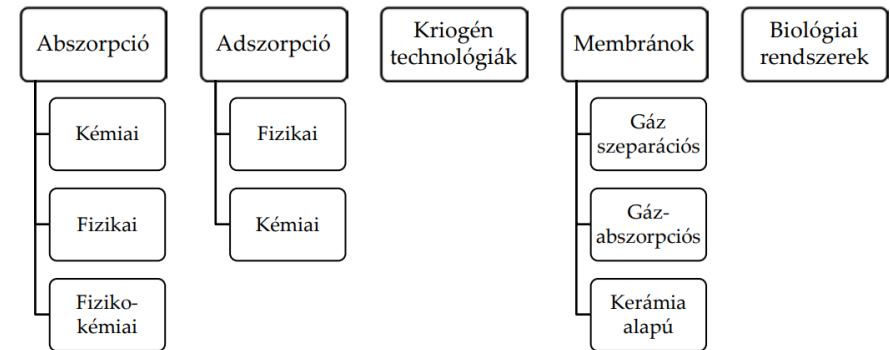 Abszorpció
Kémiai
Fizikai
Fiziko-
kémiai
Adszorpció
Fizikai
Kémiai
Kriogén
technológiák
Membránok
Gáz
szeparációs
Gáz-
abszorpciós
Kerámia
alapú
Biológiai
rendszerek